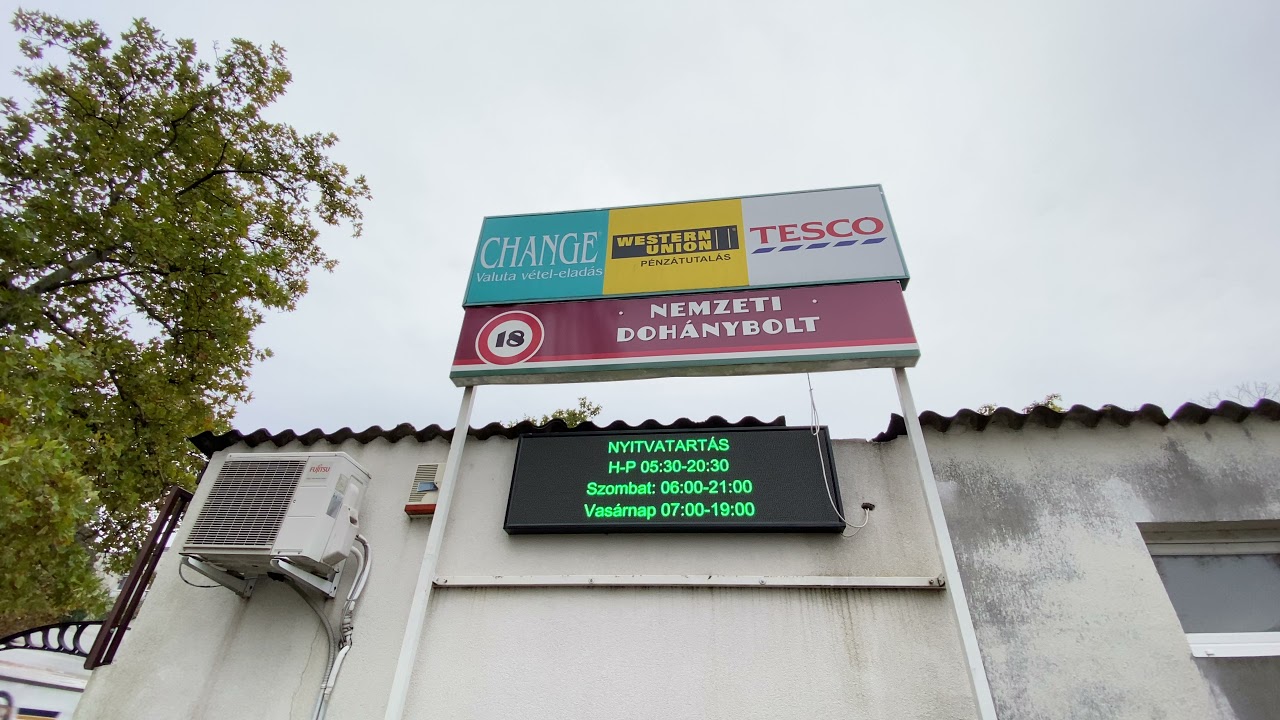 CHANGE
Valuta vétel-eladás
WESTERN
UNION
PÉNZÁTUTALÁS
TESCO
18
NEMZETI
DOHÁNYBOLT
NYITVATARTÁS
H-P 05:30-20:30
Szombat: 06:00-21:00
Vasárnap 07:00-19:00
FUJITSU